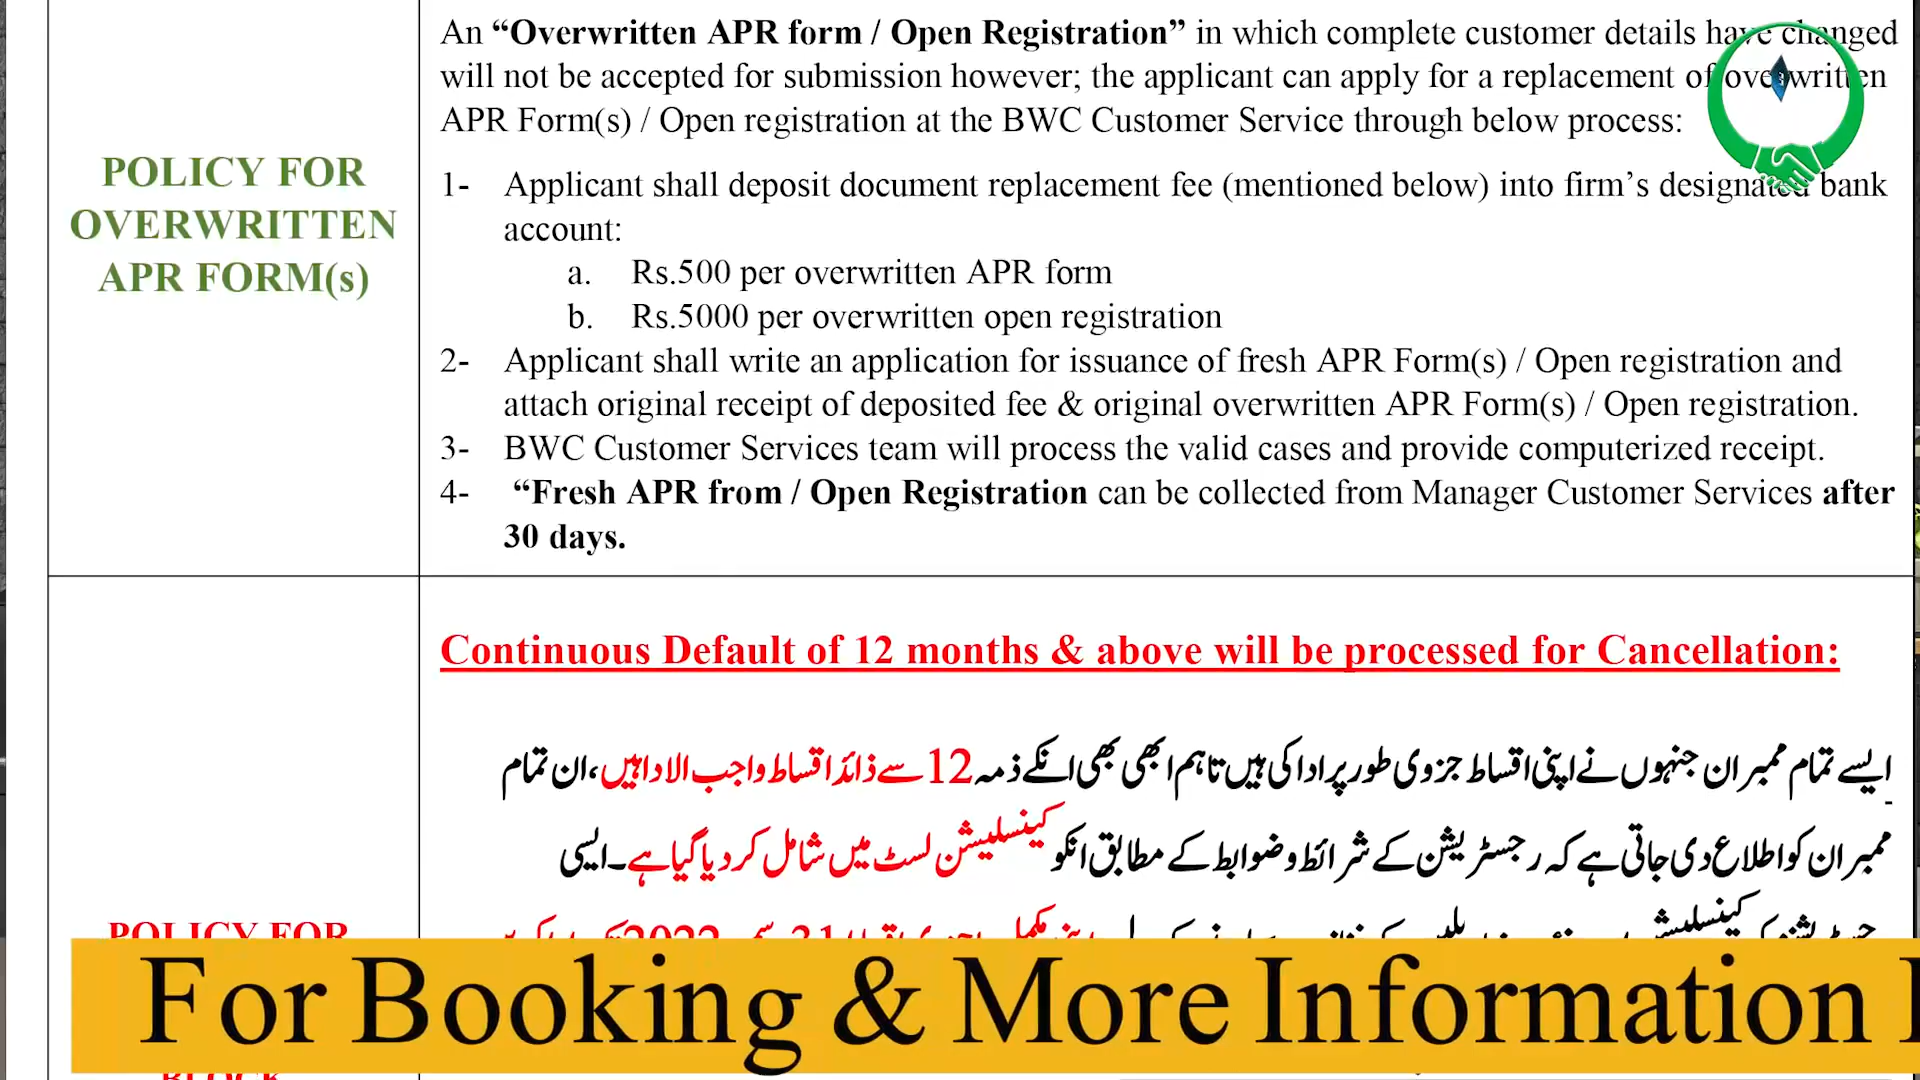 POLICY FOR
OVERWRITTEN
APR FORM(s)
An “Overwritten APR form / Open Registration” in which complete customer details have changed
will not be accepted for submission however; the applicant can apply for a replacement of overwritten
APR Form(s) / Open registration at the BWC Customer Service through below process:
1- Applicant shall deposit document replacement fee (mentioned below) into firm’s designated bank
account:
a. Rs.500 per overwritten APR form
b. Rs.5000 per overwritten open registration
2- Applicant shall write an application for issuance of fresh APR Form(s) / Open registration and
attach original receipt of deposited fee & original overwritten APR Form(s) / Open registration.
3- BWC Customer Services team will process the valid cases and provide computerized receipt.
4- “Fresh APR from / Open Registration can be collected from Manager Customer Services after
30 days.
Continuous Default of 12 months & above will be processed for Cancellation:
ایسے تمام ممبران جنہوں نے اپنی اقساط جزوی طور پر ادا کی ہیں تاہم ابھی بھی انکے ذمہ 12 سے ذائد اقساط واجب الادا ہیں، ان تمام
ممبران کو اطلاع دی جاتی ہے کہ رجسٹریشن کے شرائط و ضوابط کے مطابق انکو کینسلیشن لسٹ میں شامل کر دیا گیا ہے۔ ایسی
POLICY FOR
BLOCK
For Booking & More Information